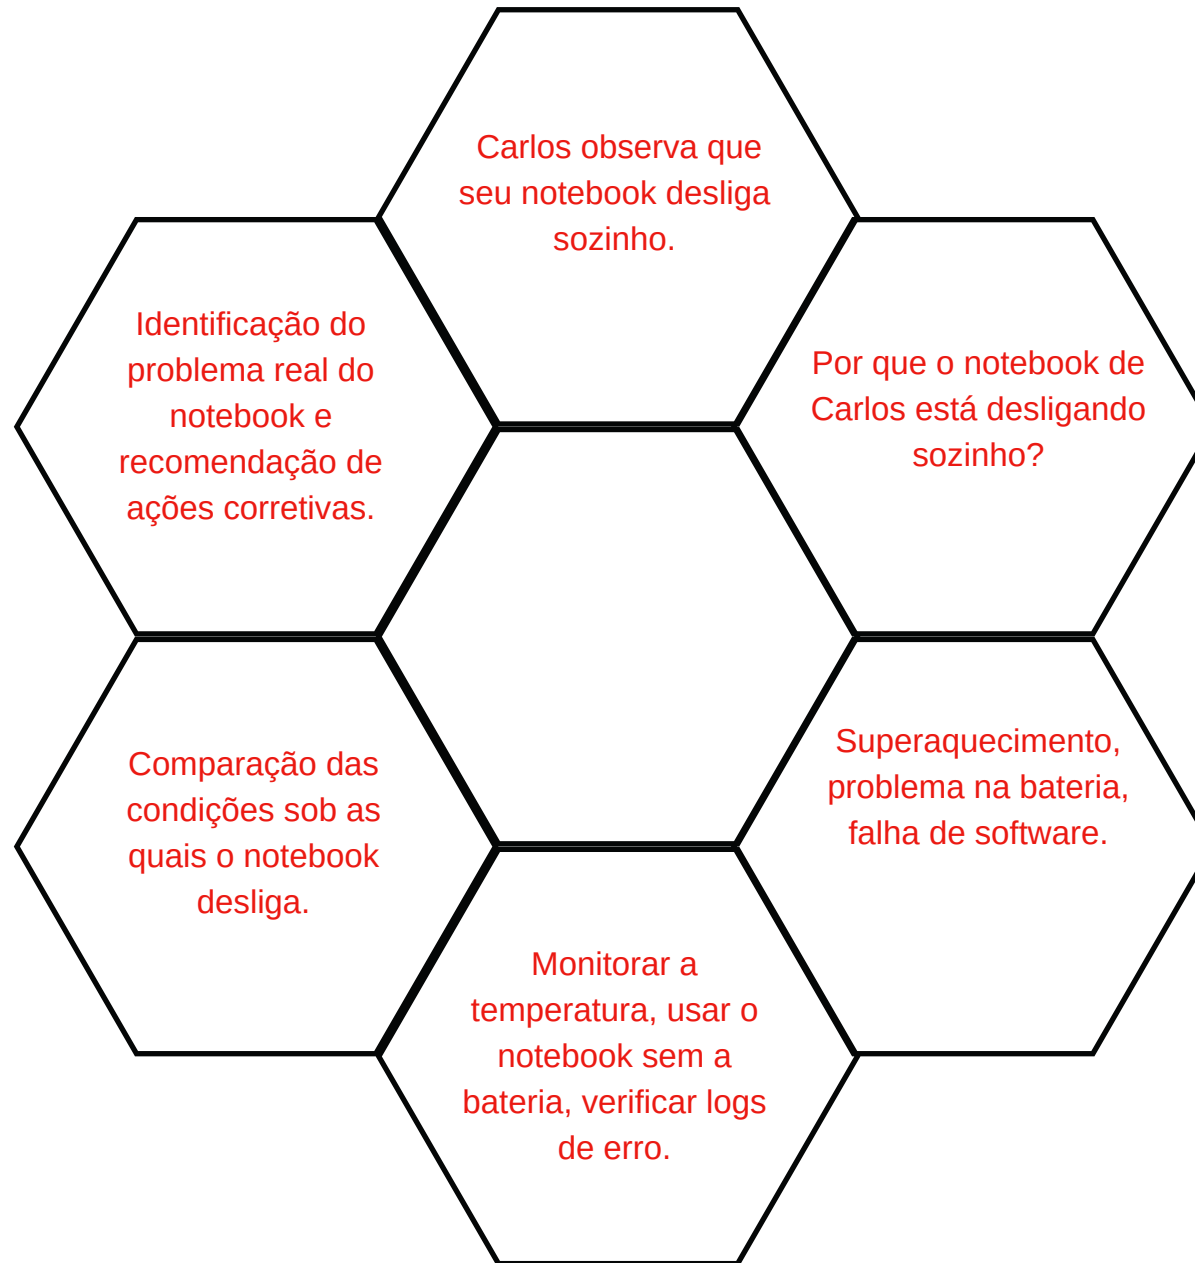 Carlos observa que
seu notebook desliga
sozinho.
Por que o notebook de
Carlos está desligando
sozinho?
Superaquecimento,
problema na bateria,
falha de software.
Monitorar a
temperatura, usar o
notebook sem a
bateria, verificar logs
de erro.
Comparação das
condições sob as
quais o notebook
desliga.
Identificação do
problema real do
notebook e
recomendação de
ações corretivas.